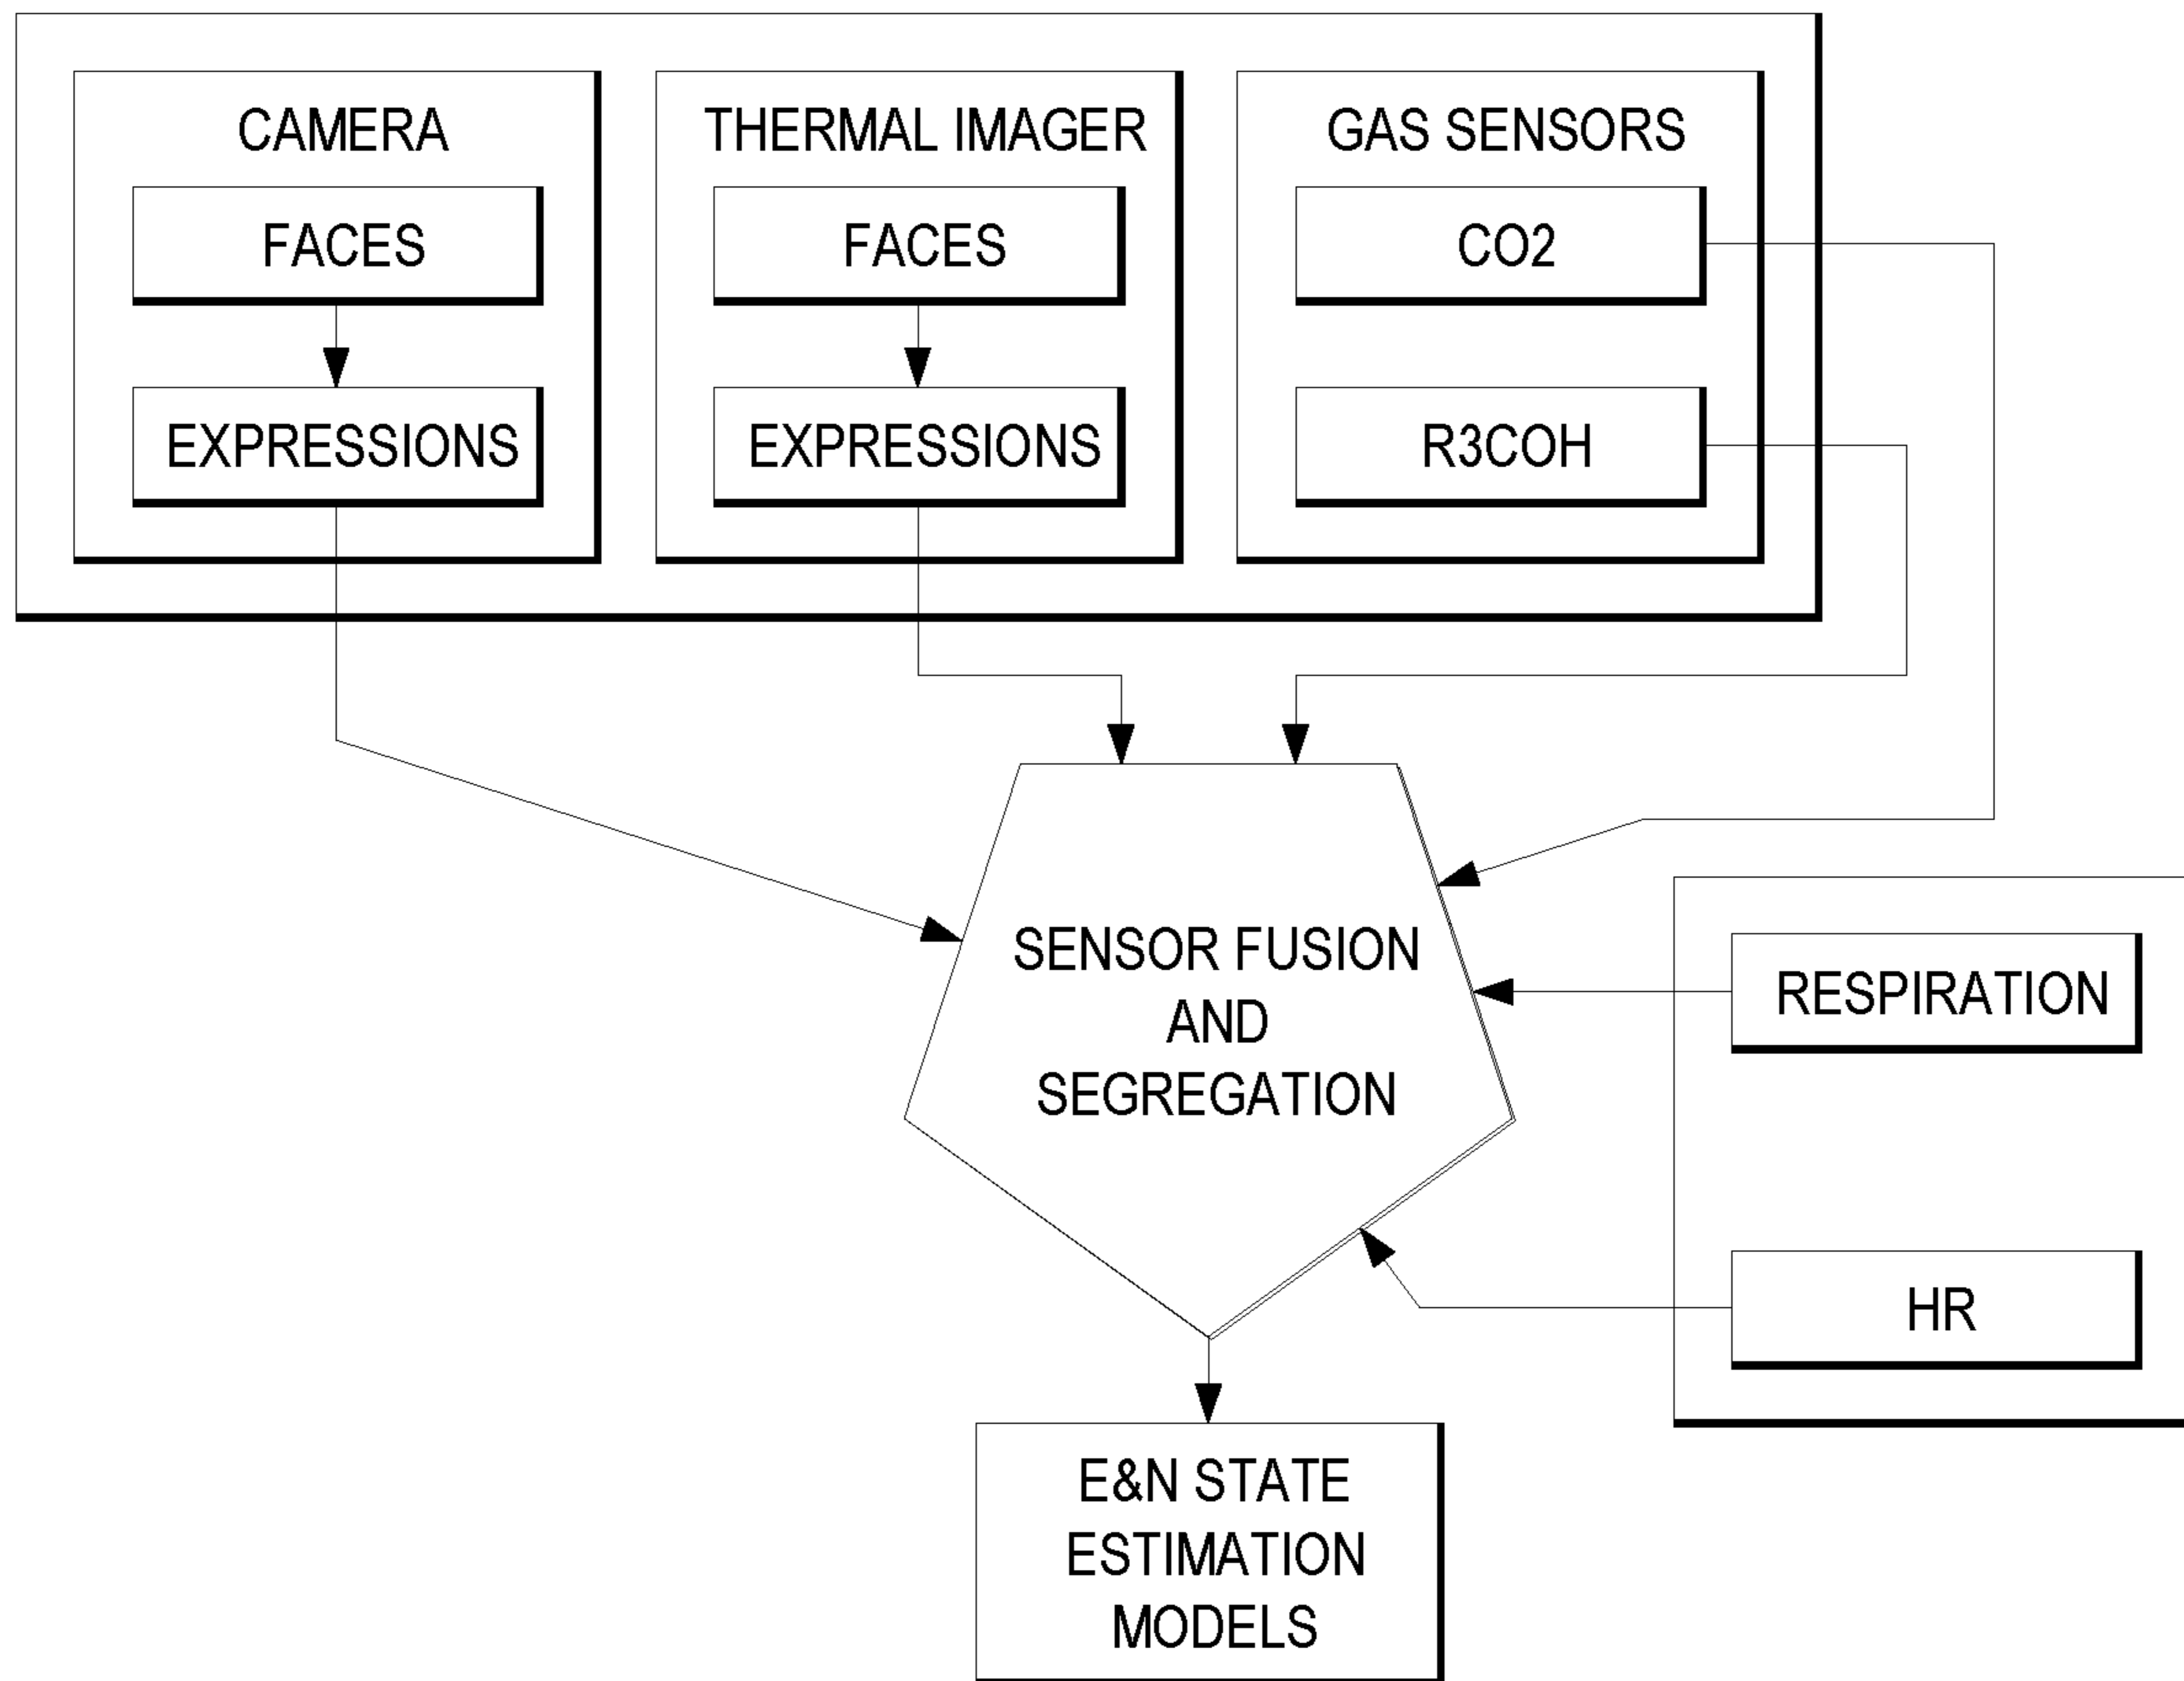 CAMERA
FACES
EXPRESSIONS
THERMAL IMAGER
FACES
EXPRESSIONS
GAS SENSORS
CO2
R3COH
SENSOR FUSION
AND
SEGREGATION
RESPIRATION
HR
E&N STATE
ESTIMATION
MODELS